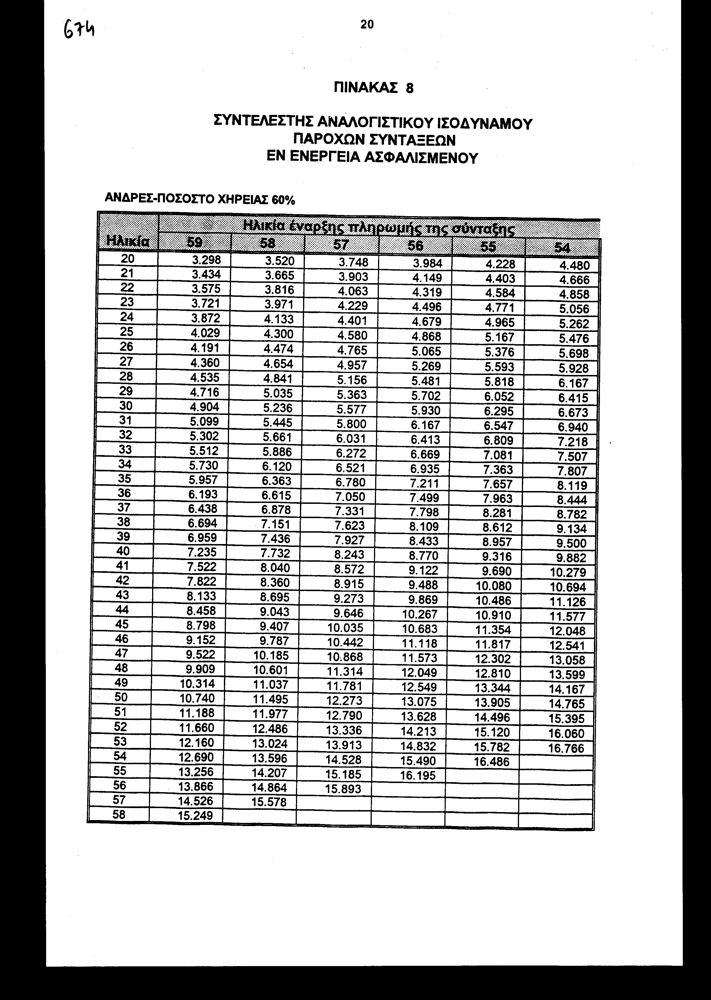 674
20
ΠΙΝΑΚΑΣ 8
ΣΥΝΤΕΛΕΣΤΗΣ ΑΝΑΛΟΓΙΣΤΙΚΟΥ ΙΣΟΔΥΝΑΜΟΥ
ΠΑΡΟΧΩΝ ΣΥΝΤΑΞΕΩΝ
ΕΝ ΕΝΕΡΓΕΙΑ ΑΣΦΑΛΙΣΜΕΝΟΥ
ΑΝΔΡΕΣ-ΠΟΣΟΣΤΟ ΧΗΡΕΙΑΣ 60%
Ηλικία έναρξης πληρωμής της σύνταξης
Ηλικία 59 58 57 56 55 54
20 3.298 3.520 3.748 3.984 4.228 4.480
21 3.434 3.665 3.903 4.149 4.403 4.666
22 3.575 3.816 4.063 4.319 4.584 4.858
23 3.721 3.971 4.229 4.496 4.771 5.056
24 3.872 4.133 4.401 4.679 4.965 5.262
25 4.029 4.300 4.580 4.868 5.167 5.476
26 4.191 4.474 4.765 5.065 5.376 5.698
27 4.360 4.654 4.957 5.269 5.593 5.928
28 4.535 4.841 5.156 5.481 5.818 6.167
29 4.716 5.035 5.363 5.702 6.052 6.415
30 4.904 5.236 5.577 5.930 6.295 6.673
31 5.099 5.445 5.800 6.167 6.547 6.940
32 5.302 5.661 6.031 6.413 6.809 7.218
33 5.512 5.886 6.272 6.669 7.081 7.507
34 5.730 6.120 6.521 6.935 7.363 7.807
35 5.957 6.363 6.780 7.211 7.657 8.119
36 6.193 6.615 7.050 7.499 7.963 8.444
37 6.438 6.878 7.331 7.798 8.281 8.782
38 6.694 7.151 7.623 8.109 8.612 9.134
39 6.959 7.436 7.927 8.433 8.957 9.500
40 7.235 7.732 8.243 8.770 9.316 9.882
41 7.522 8.040 8.572 9.122 9.690 10.279
42 7.822 8.360 8.915 9.488 10.080 10.694
43 8.133 8.695 9.273 9.869 10.486 11.126
44 8.458 9.043 9.646 10.267 10.910 11.577
45 8.798 9.407 10.035 10.683 11.354 12.048
46 9.152 9.787 10.442 11.118 11.817 12.541
47 9.522 10.185 10.868 11.573 12.302 13.058
48 9.909 10.601 11.314 12.049 12.810 13.599
49 10.314 11.037 11.781 12.549 13.344 14.167
50 10.740 11.495 12.273 13.075 13.905 14.765
51 11.188 11.977 12.790 13.628 14.496 15.395
52 11.660 12.486 13.336 14.213 15.120 16.060
53 12.160 13.024 13.913 14.832 15.782 16.766
54 12.690 13.596 14.528 15.490 16.486
55 13.256 14.207 15.185 16.195
56 13.866 14.864 15.893
57 14.526 15.578
58 15.249